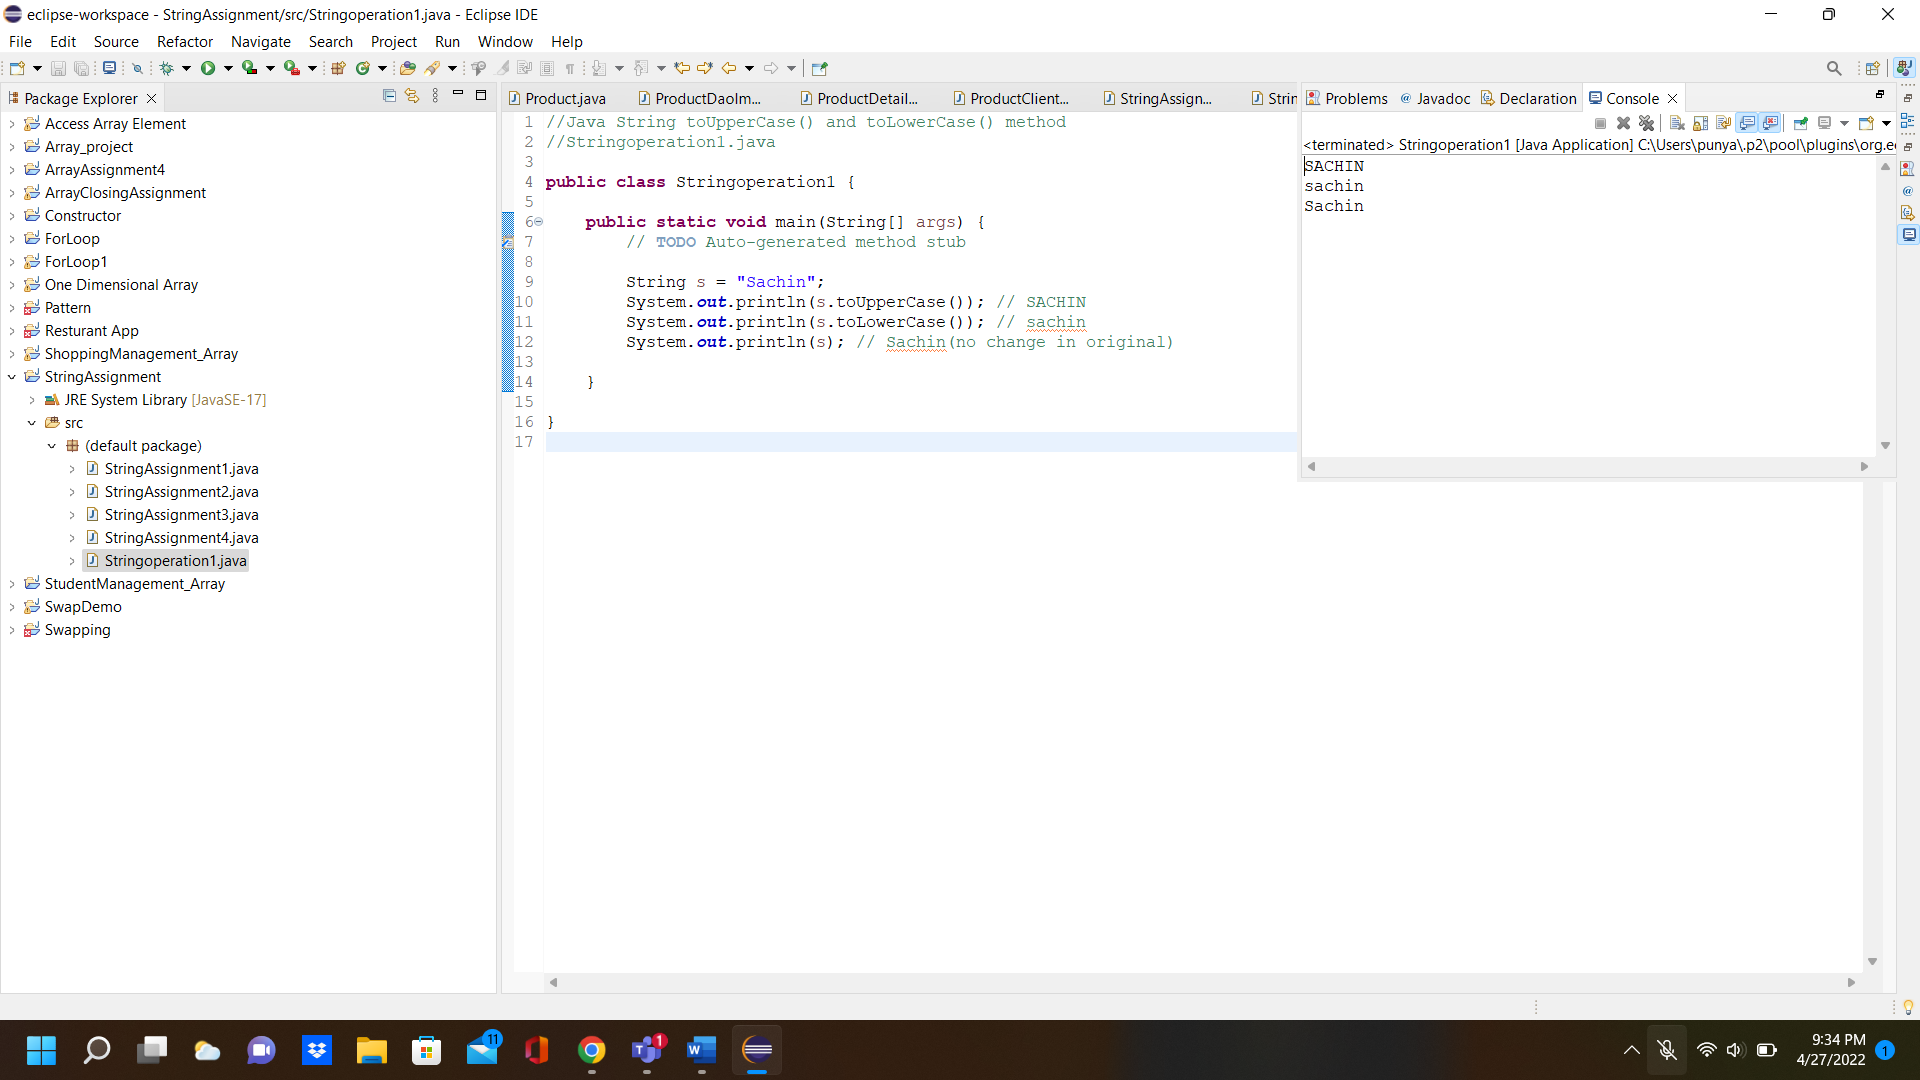 eclipse-workspace - StringAssignment/src/Stringoperation1.java - Eclipse IDE
File Edit Source Refactor Navigate Search Project Run Window Help
Package Explorer
Access Array Element
Array_project
ArrayAssignment4
ArrayClosingAssignment
Constructor
ForLoop
ForLoop1
One Dimensional Array
Pattern
Resturant App
ShoppingManagement_Array
StringAssignment
JRE System Library [JavaSE-17]
src
(default package)
StringAssignment1.java
StringAssignment2.java
StringAssignment3.java
StringAssignment4.java
Stringoperation1.java
StudentManagement_Array
SwapDemo
Swapping
Product.java ProductDaoIm... ProductDetail... ProductClient... StringAssign... Strin
1 //Java String toUpperCase() and toLowerCase() method
2 //Stringoperation1.java
3
4 public class Stringoperation1 {
5
6 public static void main(String[] args) {
7 // TODO Auto-generated method stub
8
9 String s = "Sachin";
10 System.out.println(s.toUpperCase()); // SACHIN
11 System.out.println(s.toLowerCase()); // sachin
12 System.out.println(s); // Sachin(no change in original)
13
14 }
15
16 }
17
Problems @ Javadoc Declaration Console
<terminated> Stringoperation1 [Java Application] C:\Users\punya\.p2\pool\plugins\org.e
SACHIN
sachin
Sachin
11
1
9:34 PM
4/27/2022
1